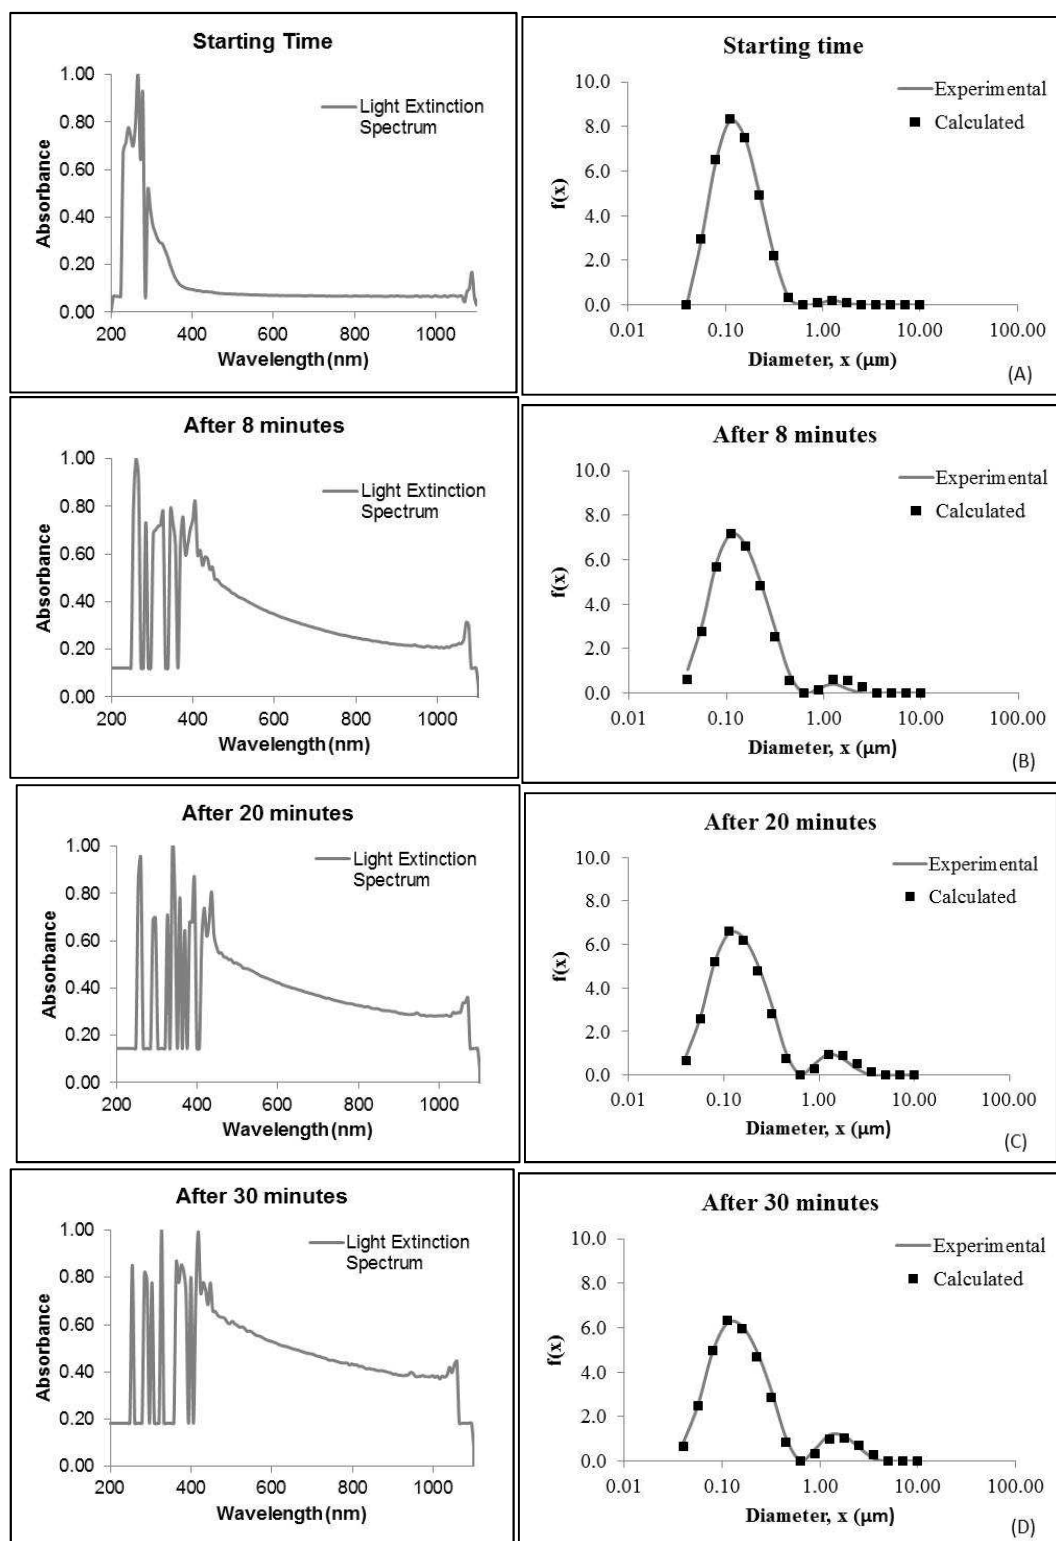 Starting Time
1.00
0.80
0.60
0.40
0.20
0.00
Absorbance
Light Extinction
Spectrum
200 400 600 800 1000
Wavelength (nm)
Starting time
10.0
8.0
6.0
4.0
2.0
0.0
f(x)
Experimental
Calculated
0.01 0.10 1.00 10.00 100.00
Diameter, x (μm)
(A)
After 8 minutes
1.00
0.80
0.60
0.40
0.20
0.00
Absorbance
Light Extinction
Spectrum
200 400 600 800 1000
Wavelength (nm)
After 8 minutes
10.0
8.0
6.0
4.0
2.0
0.0
f(x)
Experimental
Calculated
0.01 0.10 1.00 10.00 100.00
Diameter, x (μm)
(B)
After 20 minutes
1.00
0.80
0.60
0.40
0.20
0.00
Absorbance
Light Extinction
Spectrum
200 400 600 800 1000
Wavelength (nm)
After 20 minutes
10.0
8.0
6.0
4.0
2.0
0.0
f(x)
Experimental
Calculated
0.01 0.10 1.00 10.00 100.00
Diameter, x (μm)
(C)
After 30 minutes
1.00
0.80
0.60
0.40
0.20
0.00
Absorbance
Light Extinction
Spectrum
200 400 600 800 1000
Wavelength (nm)
After 30 minutes
10.0
8.0
6.0
4.0
2.0
0.0
f(x)
Experimental
Calculated
0.01 0.10 1.00 10.00 100.00
Diameter, x (μm)
(D)